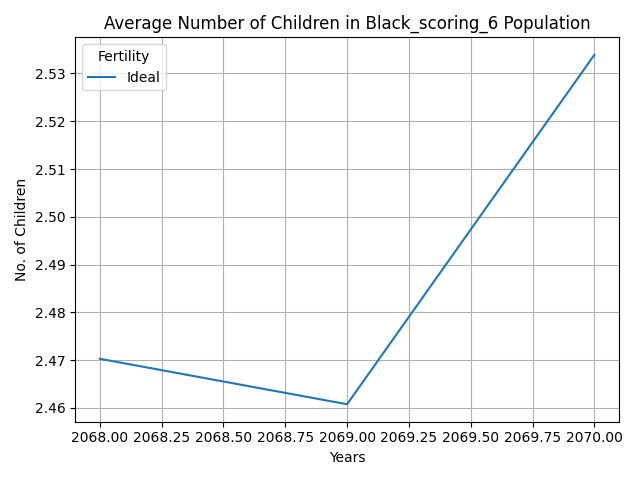 Average Number of Children in Black_scoring_6 Population
Fertility
Ideal
2.53
2.52
2.51
2.50
2.49
2.48
2.47
2.46
No. of Children
2068.00 2068.25 2068.50 2068.75 2069.00 2069.25 2069.50 2069.75 2070.00
Years